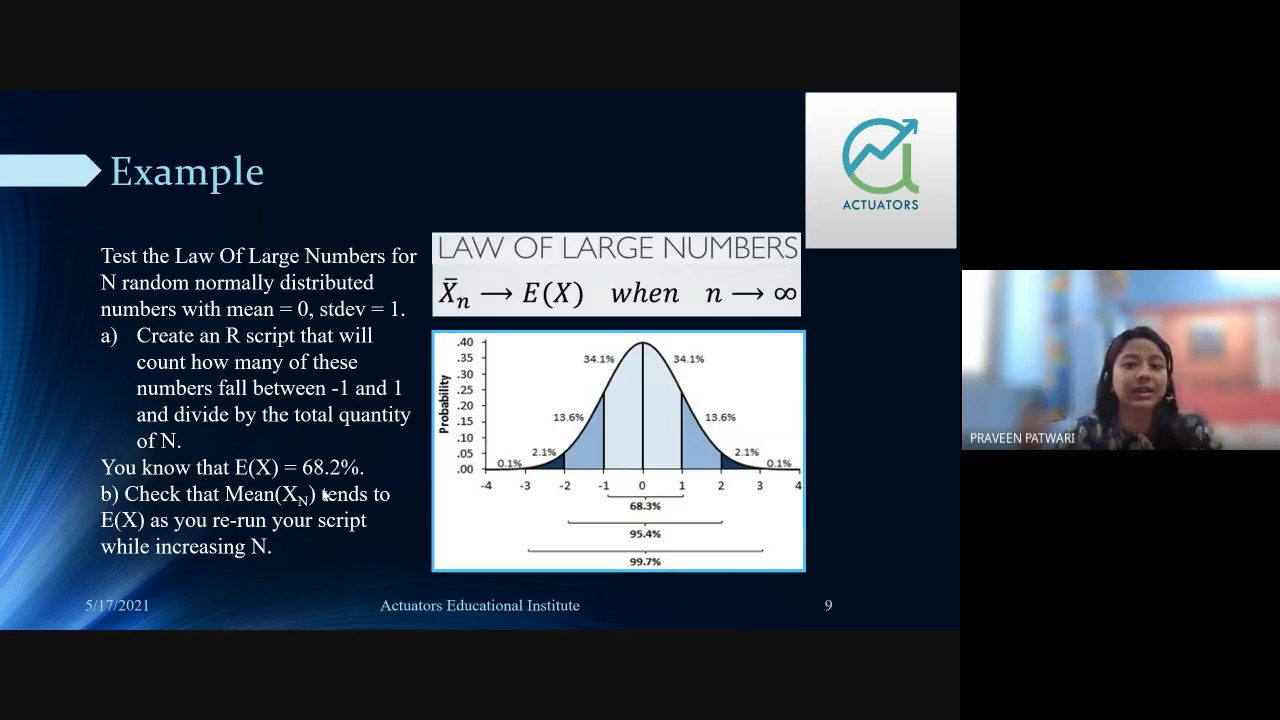 Example
ACTUATORS
Test the Law Of Large Numbers for
N random normally distributed
numbers with mean = 0, stdev = 1.
a) Create an R script that will
count how many of these
numbers fall between -1 and 1
and divide by the total quantity
of N.
You know that E(X) = 68.2%.
b) Check that Mean(X_N) tends to
E(X) as you re-run your script
while increasing N.
LAW OF LARGE NUMBERS
X̄_n → E(X) when n → ∞
Probability
.40
.35
.30
.25
.20
.15
.10
.05
.00
34.1% 34.1%
13.6% 13.6%
2.1% 2.1%
0.1% 0.1%
-4 -3 -2 -1 0 1 2 3 4
68.3%
95.4%
99.7%
5/17/2021 Actuators Educational Institute 9
PRAVEEN PATWARI